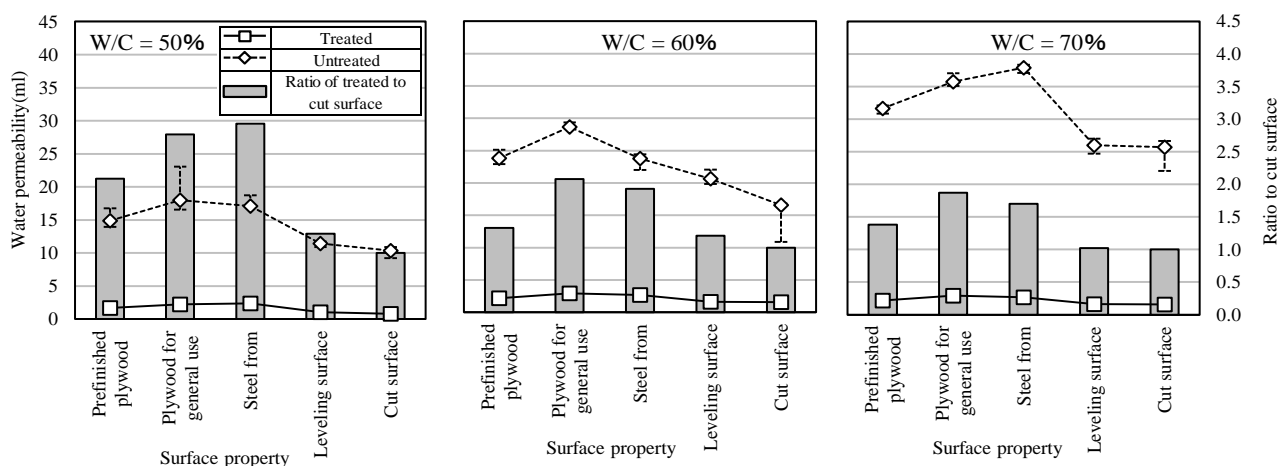 W/C = 50%
W/C = 60%
W/C = 70%
Treated
Untreated
Ratio of treated to
cut surface
Water permeability(ml)
45
40
35
30
25
20
15
10
5
0
4.5
4.0
3.5
3.0
2.5
2.0
1.5
1.0
0.5
0.0
Ratio to cut surface
Prefinished
plywood
Plywood for
general use
Steel from
Leveling surface
Cut surface
Surface property
Prefinished
plywood
Plywood for
general use
Steel from
Leveling surface
Cut surface
Surface property
Prefinished
plywood
Plywood for
general use
Steel from
Leveling surface
Cut surface
Surface property